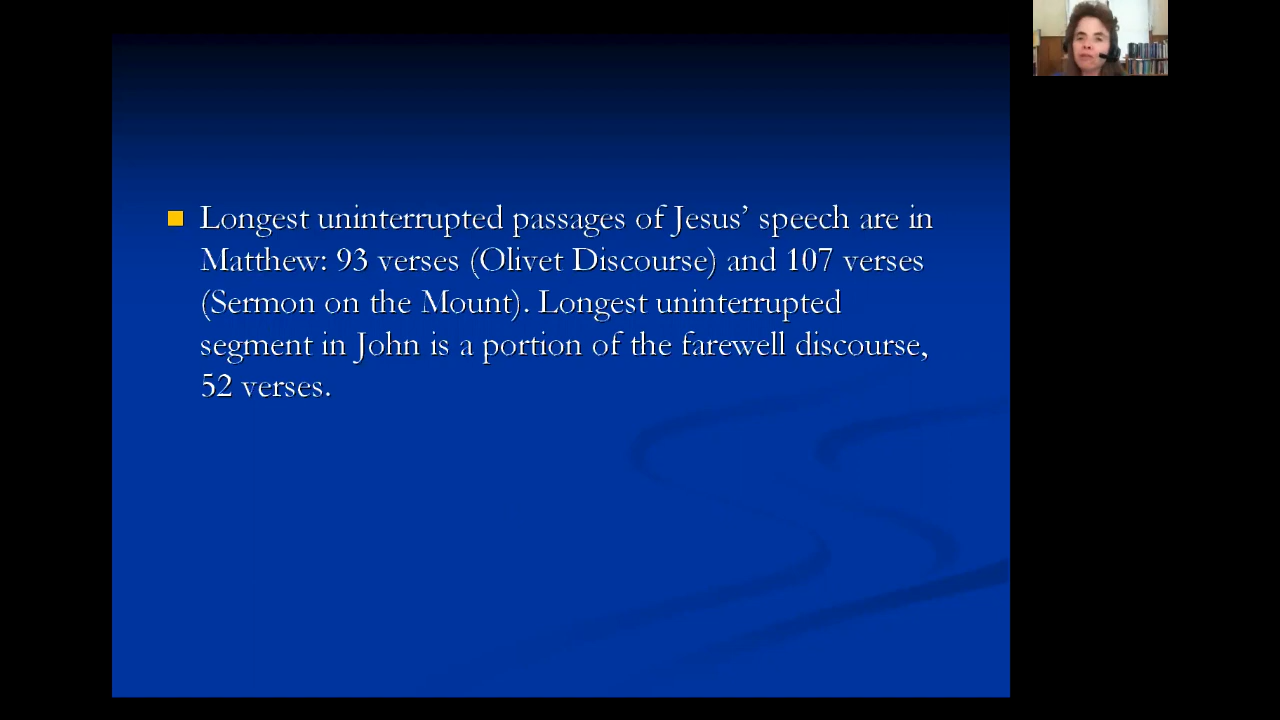 Longest uninterrupted passages of Jesus’ speech are in
Matthew: 93 verses (Olivet Discourse) and 107 verses
(Sermon on the Mount). Longest uninterrupted
segment in John is a portion of the farewell discourse,
52 verses.